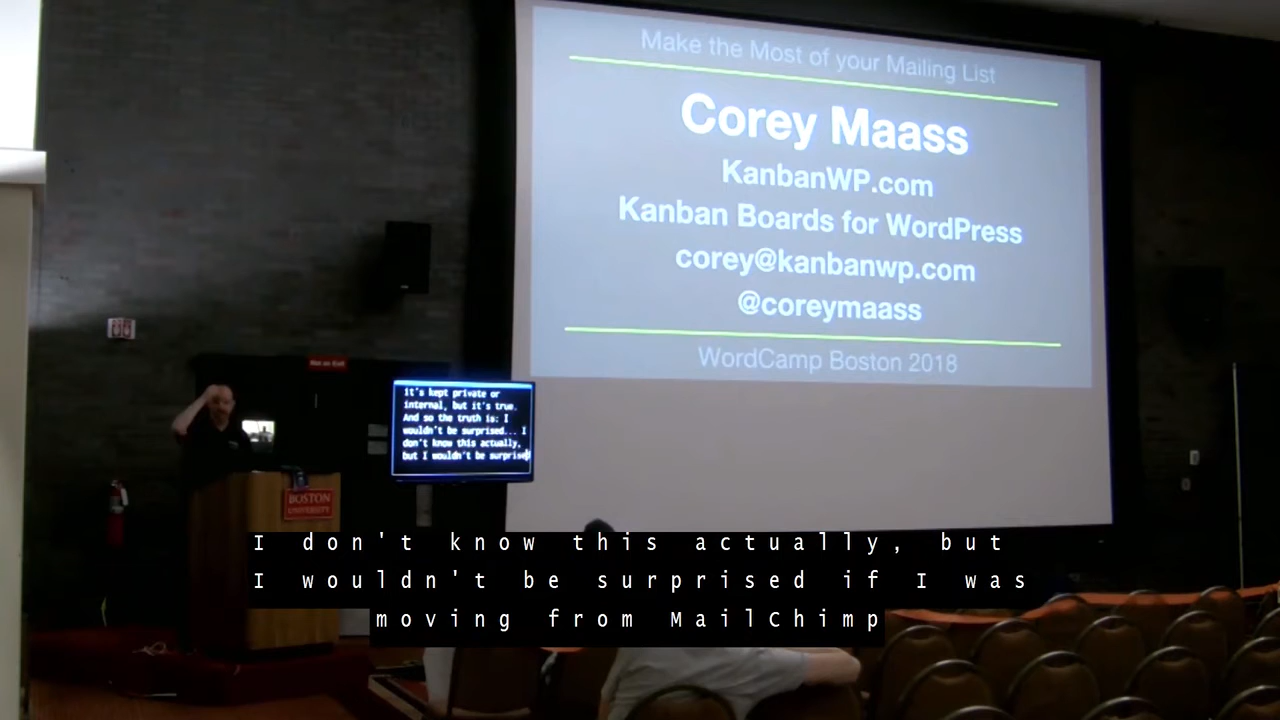 Make the Most of your Mailing List
Corey Maass
KanbanWP.com
Kanban Boards for WordPress
corey@kanbanwp.com
@coreymaass
WordCamp Boston 2018
Not an Exit
it's kept private or
internal, but it's true.
And so the truth is: I
wouldn't be surprised... I
don't know this actually,
but I wouldn't be surprise
BOSTON
UNIVERSITY
I don't know this actually, but
I wouldn't be surprised if I was
moving from MailChimp